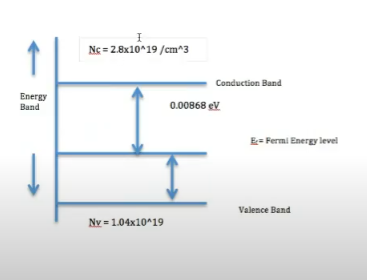 Nc = 2.8x10^19 /cm^3
Conduction Band
Energy
Band
0.00868 eV
Ef= Fermi Energy level
Valence Band
Nv = 1.04x10^19